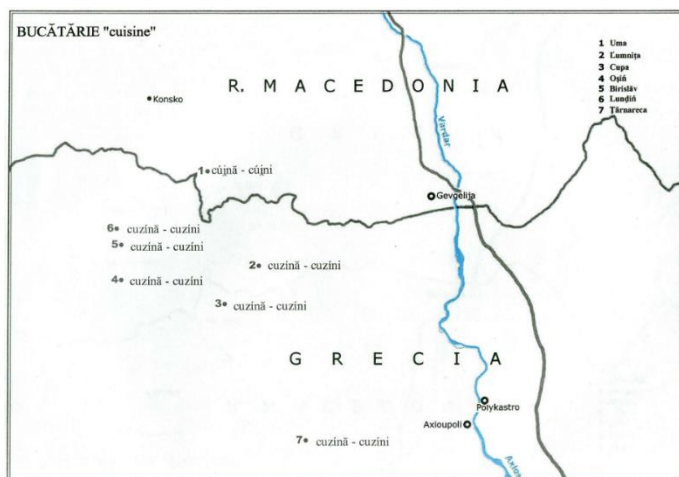 BUCĂTĂRIE "cuisine"
1 Uma
2 Ľumniţa
3 Cupa
4 Oşiń
5 Birislăv
6 Lundiń
7 Ţărnareca
R. MACEDONIA
Konsko
Vardar
1 cújnă - cújni
Gevgelija
6 cuzínă - cuzíni
5 cuzínă - cuzíni
2 cuzínă - cuzíni
4 cuzínă - cuzíni
3 cuzínă - cuzíni
GRECIA
Polykastro
Axioupoli
7 cuzínă - cuzíni
Axios